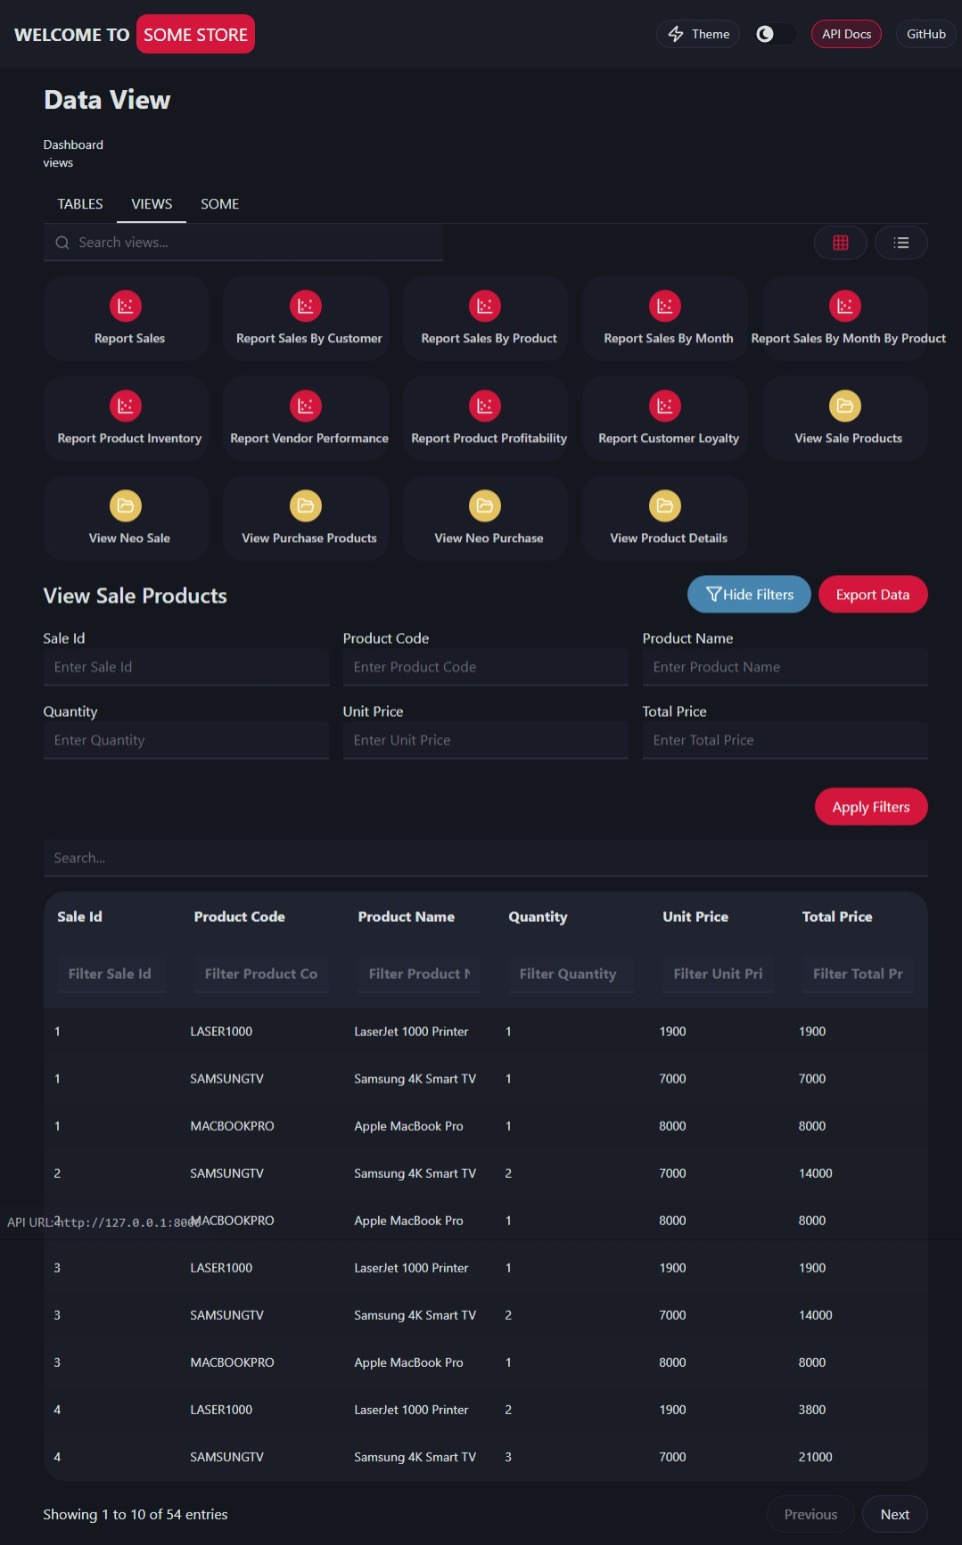 WELCOME TO SOME STORE Theme API Docs GitHub
Data View
Dashboard
views
TABLES VIEWS SOME
Search views...
Report Sales Report Sales By Customer Report Sales By Product Report Sales By Month Report Sales By Month By Product
Report Product Inventory Report Vendor Performance Report Product Profitability Report Customer Loyalty View Sale Products
View Neo Sale View Purchase Products View Neo Purchase View Product Details
View Sale Products Hide Filters Export Data
Sale Id Product Code Product Name
Enter Sale Id Enter Product Code Enter Product Name
Quantity Unit Price Total Price
Enter Quantity Enter Unit Price Enter Total Price
Apply Filters
Search...
Sale Id Product Code Product Name Quantity Unit Price Total Price
Filter Sale Id Filter Product Co Filter Product N Filter Quantity Filter Unit Pri Filter Total Pr
1 LASER1000 LaserJet 1000 Printer 1 1900 1900
1 SAMSUNGTV Samsung 4K Smart TV 1 7000 7000
1 MACBOOKPRO Apple MacBook Pro 1 8000 8000
2 SAMSUNGTV Samsung 4K Smart TV 2 7000 14000
2 MACBOOKPRO Apple MacBook Pro 1 8000 8000
API URL: http://127.0.0.1:8000
3 LASER1000 LaserJet 1000 Printer 1 1900 1900
3 SAMSUNGTV Samsung 4K Smart TV 2 7000 14000
3 MACBOOKPRO Apple MacBook Pro 1 8000 8000
4 LASER1000 LaserJet 1000 Printer 2 1900 3800
4 SAMSUNGTV Samsung 4K Smart TV 3 7000 21000
Showing 1 to 10 of 54 entries Previous Next